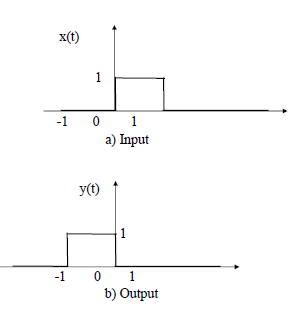 x(t)
1
-1 0 1
a) Input
y(t)
1
-1 0 1
b) Output